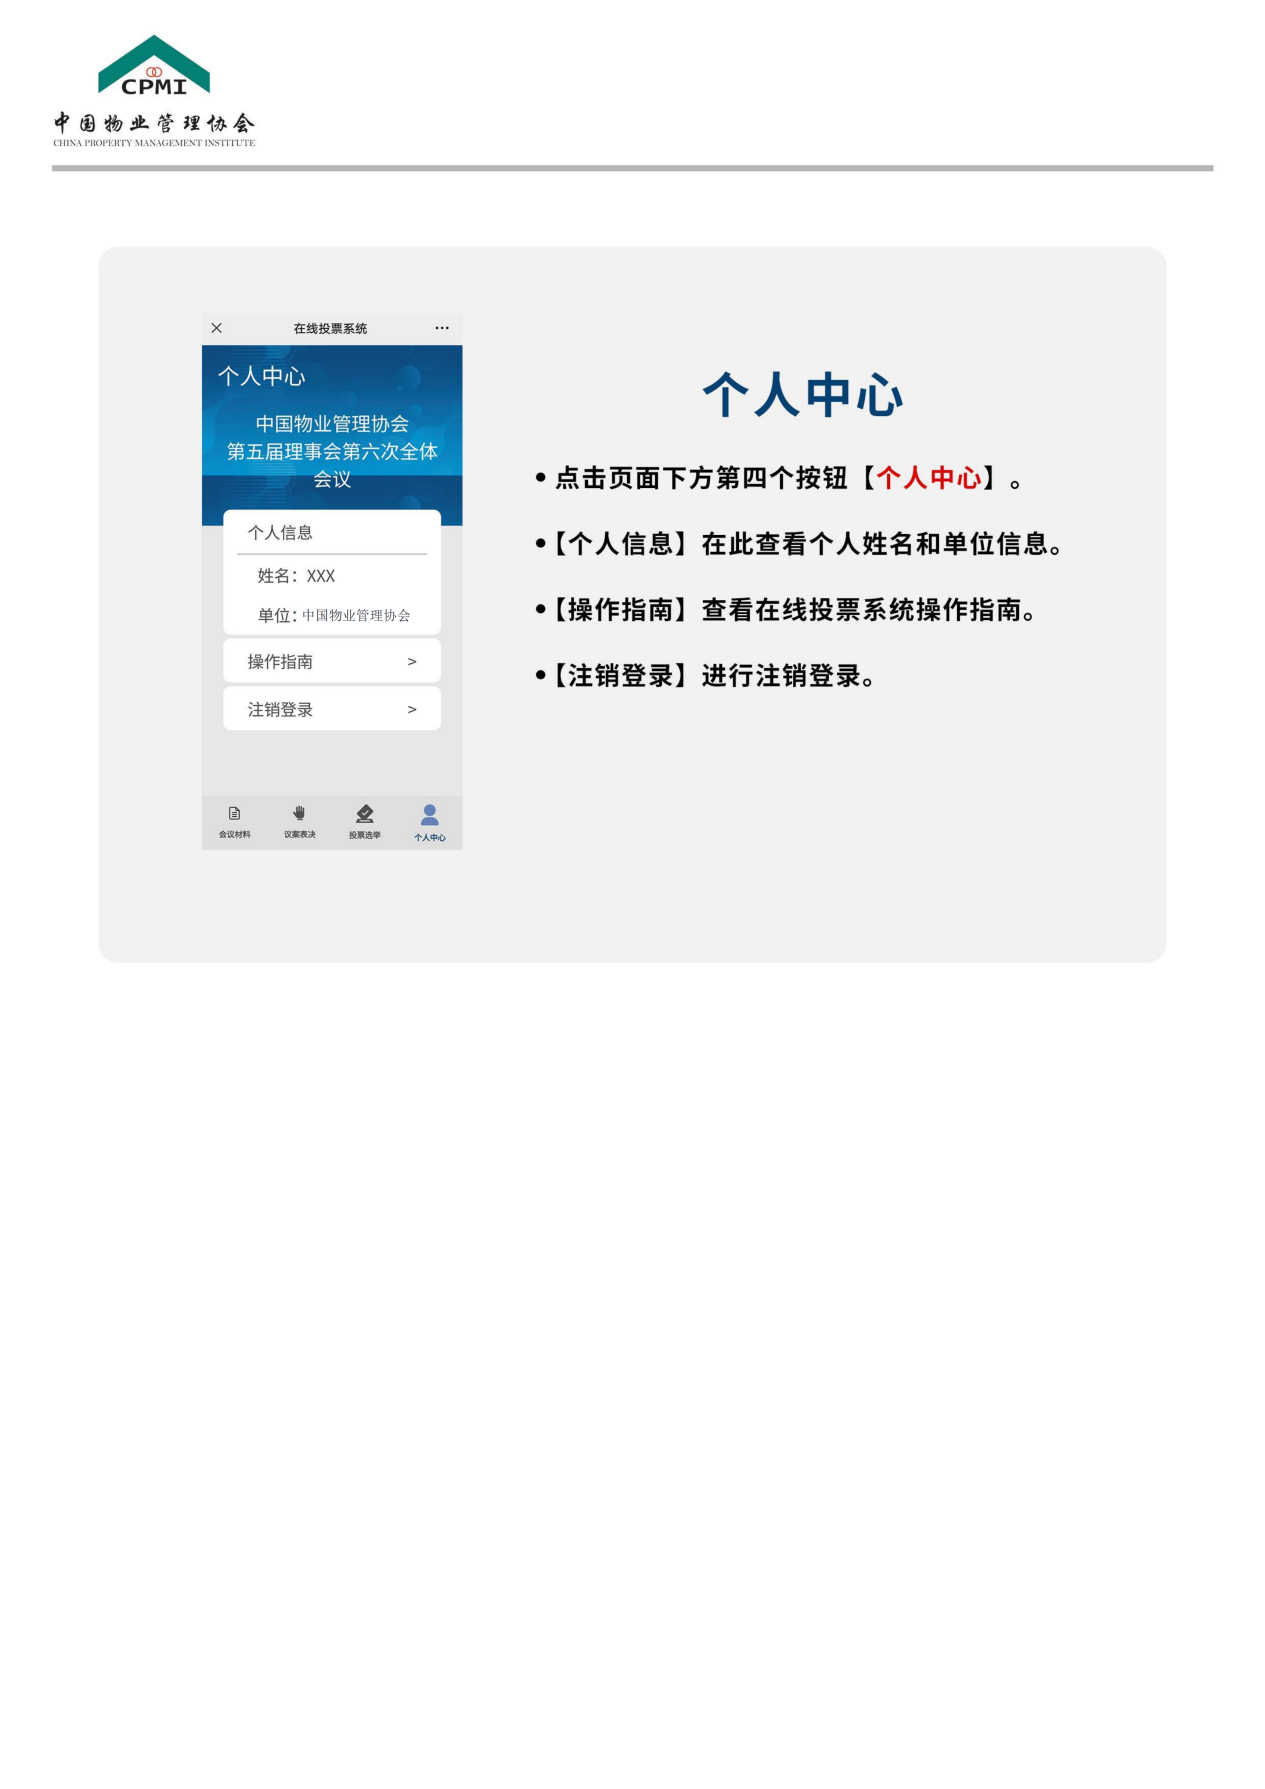 CPMI
中国物业管理协会
CHINA PROPERTY MANAGEMENT INSTITUTE
在线投票系统
个人中心
中国物业管理协会
第五届理事会第六次全体
会议
个人信息
姓名：XXX
单位：中国物业管理协会
操作指南 >
注销登录 >
会议材料 议案表决 投票选举 个人中心
个人中心
• 点击页面下方第四个按钮【个人中心】。
•【个人信息】在此查看个人姓名和单位信息。
•【操作指南】查看在线投票系统操作指南。
•【注销登录】进行注销登录。